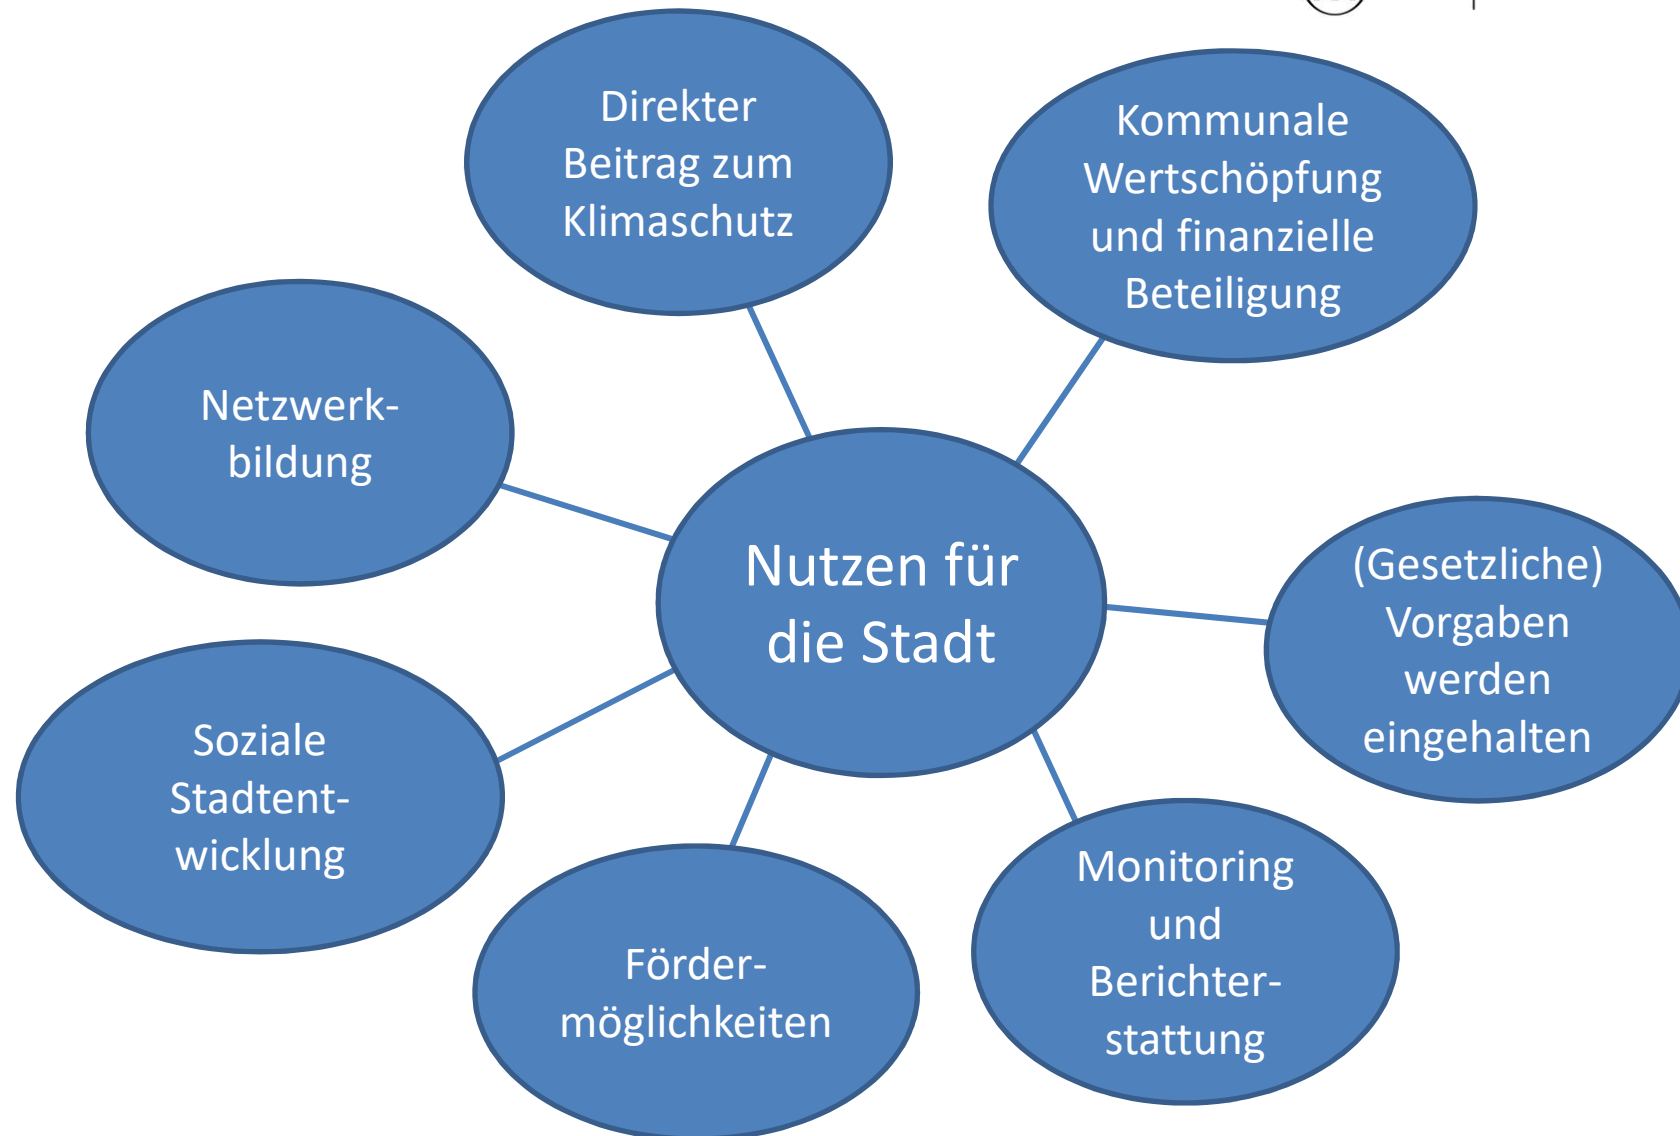 Direkter
Beitrag zum
Klimaschutz
Kommunale
Wertschöpfung
und finanzielle
Beteiligung
Netzwerk-
bildung
Nutzen für
die Stadt
(Gesetzliche)
Vorgaben
werden
eingehalten
Soziale
Stadtent-
wicklung
Monitoring
und
Berichter-
stattung
Förder-
möglichkeiten